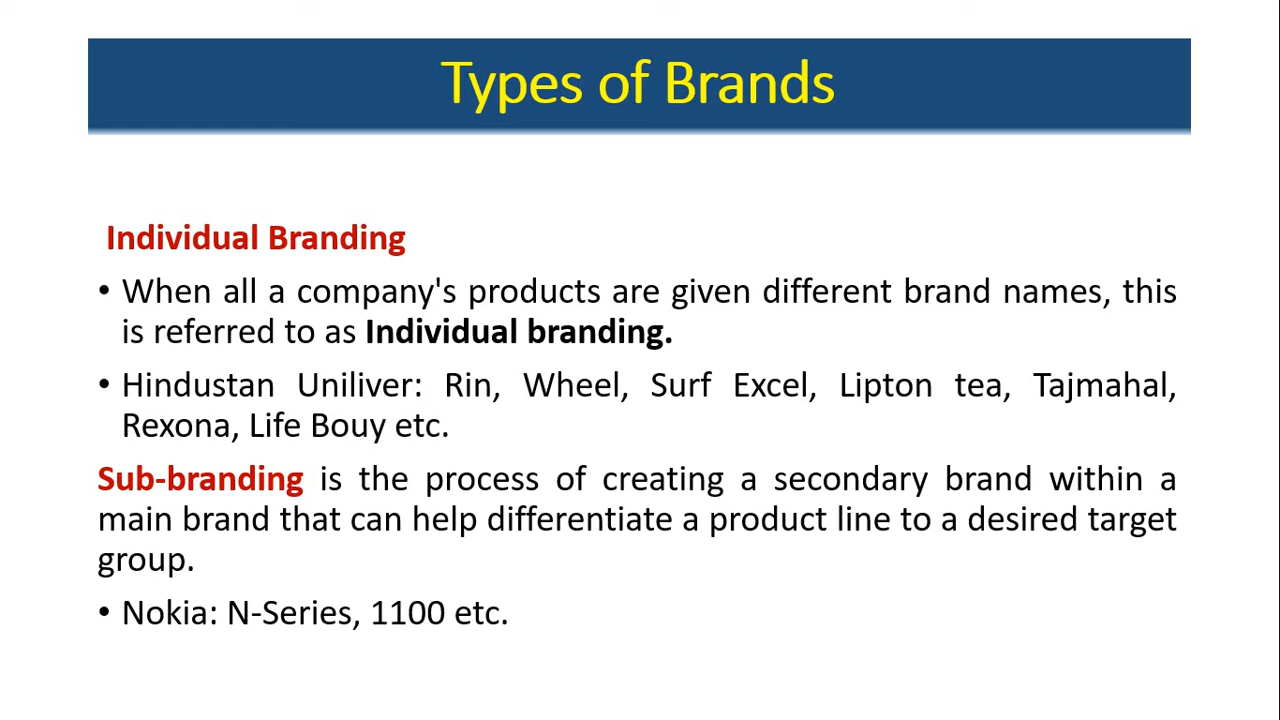 Types of Brands
Individual Branding
• When all a company's products are given different brand names, this
is referred to as Individual branding.
• Hindustan Uniliver: Rin, Wheel, Surf Excel, Lipton tea, Tajmahal,
Rexona, Life Bouy etc.
Sub-branding is the process of creating a secondary brand within a
main brand that can help differentiate a product line to a desired target
group.
• Nokia: N-Series, 1100 etc.